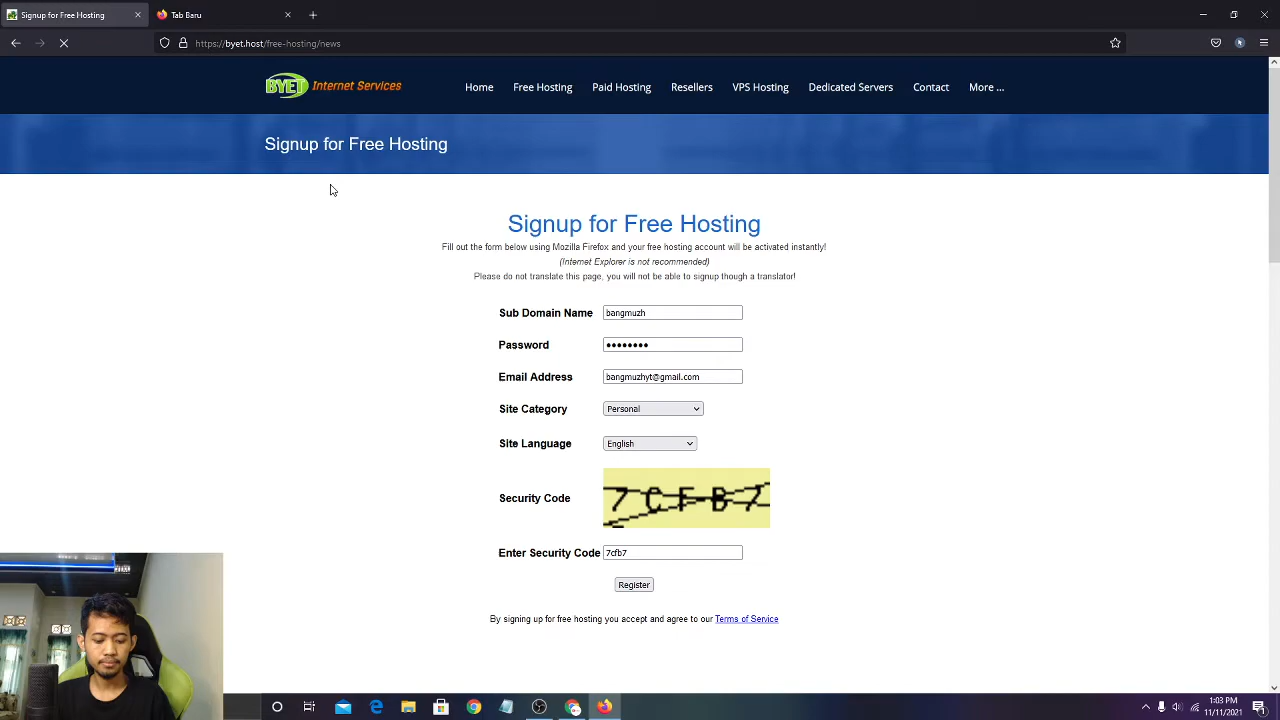 Signup for Free Hosting
Tab Baru
https://byet.host/free-hosting/news
BYET Internet Services
Home
Free Hosting
Paid Hosting
Resellers
VPS Hosting
Dedicated Servers
Contact
More ...
Signup for Free Hosting
Signup for Free Hosting
Fill out the form below using Mozilla Firefox and your free hosting account will be activated instantly!
(Internet Explorer is not recommended)
Please do not translate this page, you will not be able to signup though a translator!
Sub Domain Name bangmuzh
Password ••••••••
Email Address bangmuzhyt@gmail.com
Site Category Personal
Site Language English
Security Code 7CFB7
Enter Security Code 7cfb7
Register
By signing up for free hosting you accept and agree to our Terms of Service
1:03 PM
11/11/2021